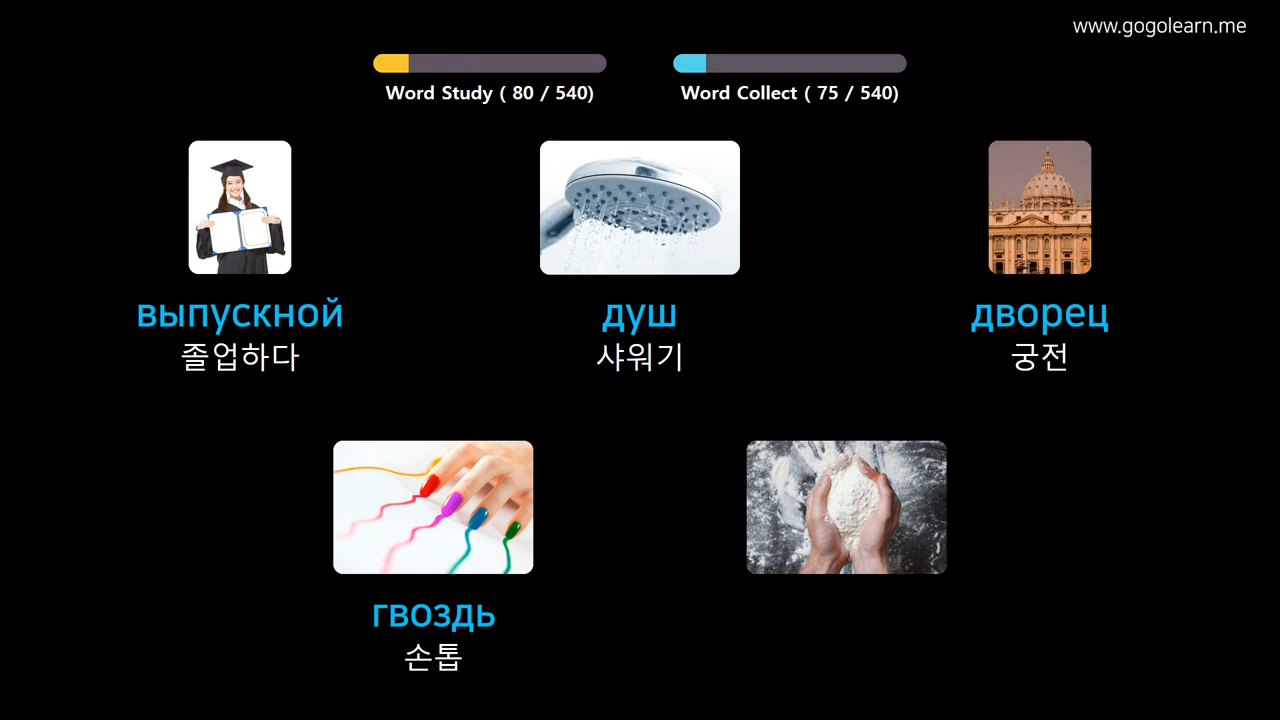 www.gogolearn.me
Word Study ( 80 / 540)
Word Collect ( 75 / 540)
выпускной
졸업하다
душ
샤워기
дворец
궁전
гвоздь
손톱